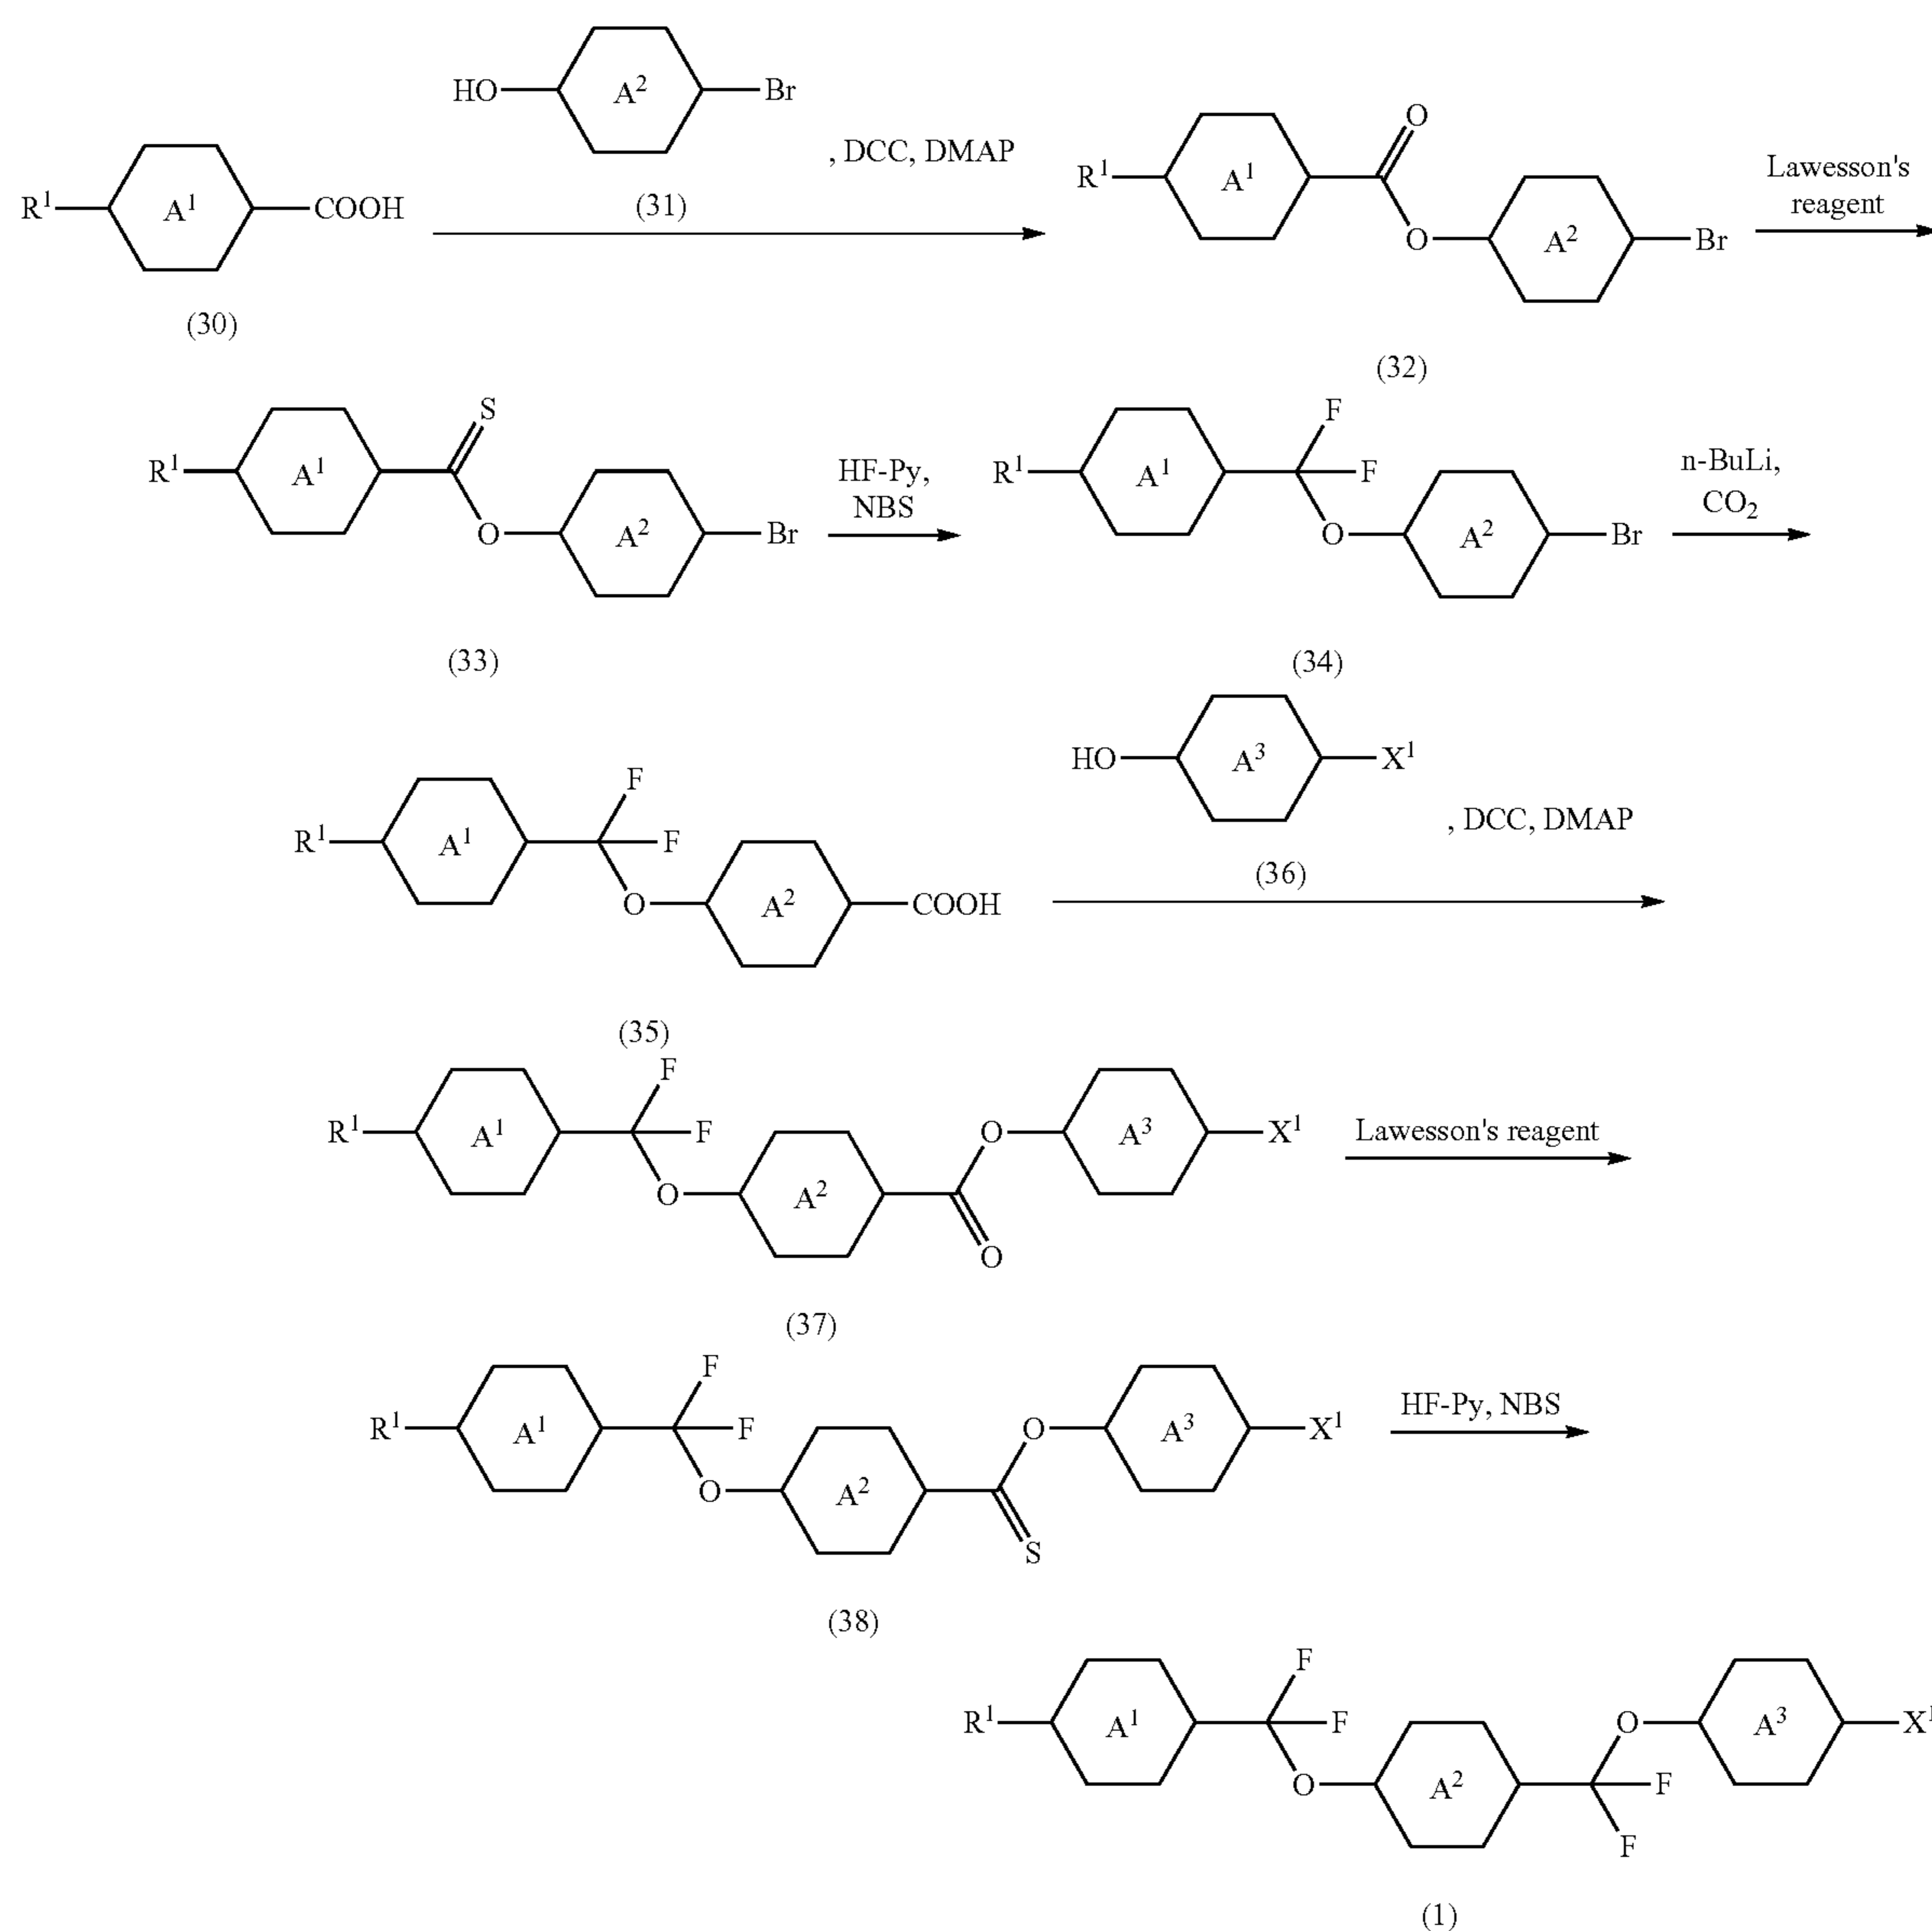 HO A² Br
, DCC, DMAP
R¹ A¹ COOH
(31)
(30)
O
R¹ A¹ O A² Br
(32)
Lawesson's
reagent
S
R¹ A¹ O A² Br
(33)
HF-Py,
NBS
F
R¹ A¹ F
O A² Br
(34)
n-BuLi,
CO₂
F
R¹ A¹ F
O A² COOH
(35)
HO A³ X¹
, DCC, DMAP
(36)
F
R¹ A¹ F O A³ X¹
O A²
O
(37)
Lawesson's reagent
F
R¹ A¹ F O A³ X¹
O A²
S
(38)
HF-Py, NBS
F
R¹ A¹ F O A³ X¹
O A² F
F
(1)